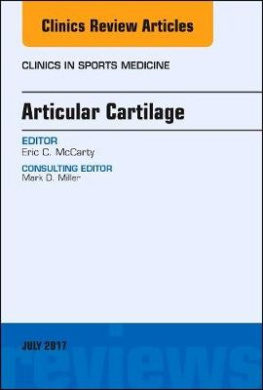 Clinics Review Articles
CLINICS IN SPORTS MEDICINE
Articular Cartilage
EDITOR
Eric C. McCarty
CONSULTING EDITOR
Mark D. Miller
JULY 2017
reviews